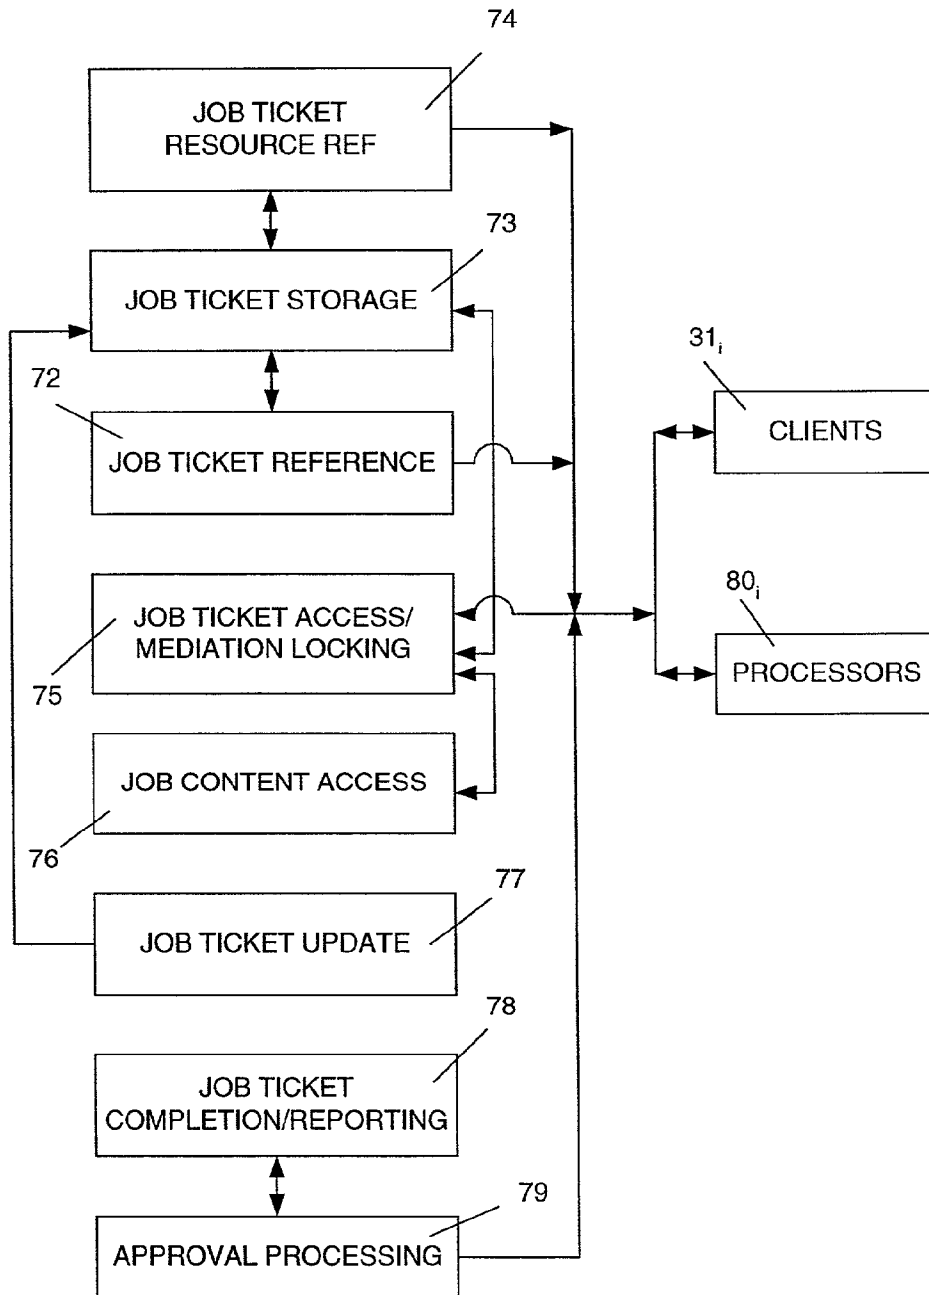 74
JOB TICKET
RESOURCE REF
73
JOB TICKET STORAGE
72
JOB TICKET REFERENCE
31i
CLIENTS
JOB TICKET ACCESS/
MEDIATION LOCKING
75
80i
PROCESSORS
JOB CONTENT ACCESS
76
77
JOB TICKET UPDATE
78
JOB TICKET
COMPLETION/REPORTING
79
APPROVAL PROCESSING